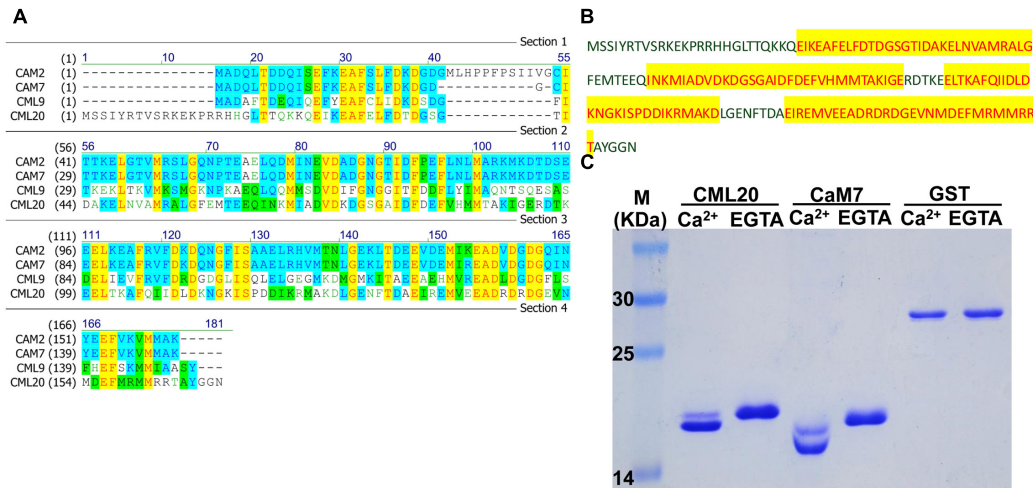 A
Section 1
(1) 1 10 20 30 40 55
CAM2 (1) ---------------MADQLTDDQISEFKEAFSLFDKDGDGMLHPPFPSIIVGCI
CAM7 (1) ---------------MADQLTDDQISEFKEAFSLFDKDGD-----------G-CI
CML9 (1) ---------------MADAFTDEQIQEFYEAFCLIDKDSDG------------FI
CML20 (1) MSSIYRTVSRKEKPRRHHGLTTQKKQEIKEAFELFDTDGSG------------TI
Section 2
(56) 56 70 80 90 100 110
CAM2 (41) TTKELGTVMRSLGQNPTEAELQDMINEVDADGNGTIDFPEFLNLMARKMKDTDSE
CAM7 (29) TTKELGTVMRSLGQNPTEAELQDMINEVDADGNGTIDFPEFLNLMARKMKDTDSE
CML9 (29) TKEKLTKVMKSMGKNPKAEQLQQMMSDVDIFGNGGITFDDFLYIMAQNTSQESAS
CML20 (44) DAKELNVAMRALGFEMTEEQINKMIADVDKDGSGAIDFDEFVHMMTAKIGERDTK
Section 3
(111) 111 120 130 140 150 165
CAM2 (96) EELKEAFRVFDKDQNGFISAAELRHVMTNLGEKLTDEEVDEMIKEADVDGDGQIN
CAM7 (84) EELKEAFRVFDKDQNGFISAAELRHVMTNLGEKLTDEEVDEMIREADVDGDGQIN
CML9 (84) DELIEVFRVFDRDGDGLISQLELGEGMKDMGMKITAEEAEHMVREADLDGDGFLS
CML20 (99) EELTKAFQIIDLDKNGKISPDDIKRMAKDLGENFTDAEIREMVEEADRDRDGEVN
Section 4
(166) 166 181
CAM2 (151) YEEFVKVMMAK-----
CAM7 (139) YEEFVKVMMAK-----
CML9 (139) FHEFSKMMIAASY---
CML20 (154) MDEFMRMMRRTAYGGN
B
MSSIYRTVSRKEKPRRHHGLTTQKKQEIKEAFELFDTDGSGTIDAKELNVAMRALG
FEMTEEQINKMIADVDKDGSGAIDFDEFVHMMTAKIGERDTKEELTKAFQIIDLD
KNGKISPDDIKRMAKDLGENFTDAEIREMVEEADRDRDGEVNMDEFMRMMRR
TAYGGN
C
M CML20 CaM7 GST
(KDa) Ca2+ EGTA Ca2+ EGTA Ca2+ EGTA
30
25
14